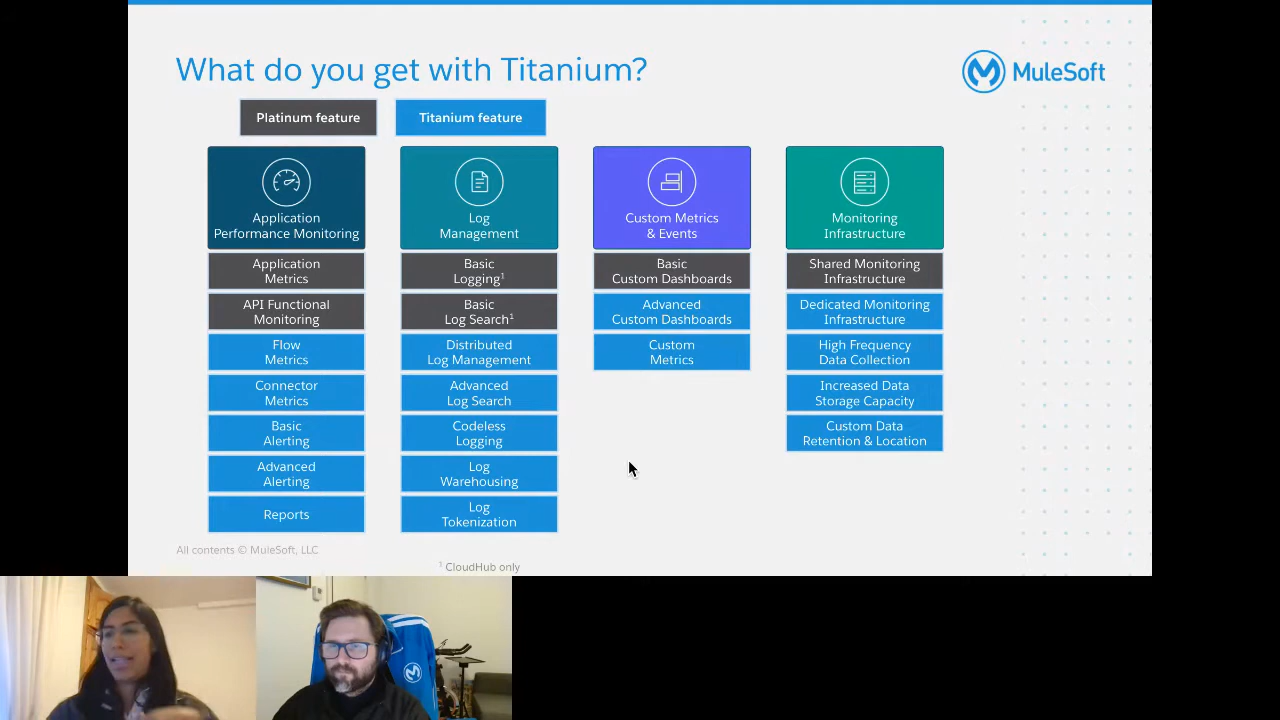 What do you get with Titanium?
MuleSoft
Platinum feature
Titanium feature
Application
Performance Monitoring
Application
Metrics
API Functional
Monitoring
Flow
Metrics
Connector
Metrics
Basic
Alerting
Advanced
Alerting
Reports
Log
Management
Basic
Logging¹
Basic
Log Search¹
Distributed
Log Management
Advanced
Log Search
Codeless
Logging
Log
Warehousing
Log
Tokenization
Custom Metrics
& Events
Basic
Custom Dashboards
Advanced
Custom Dashboards
Custom
Metrics
Monitoring
Infrastructure
Shared Monitoring
Infrastructure
Dedicated Monitoring
Infrastructure
High Frequency
Data Collection
Increased Data
Storage Capacity
Custom Data
Retention & Location
All contents © MuleSoft, LLC
¹ CloudHub only